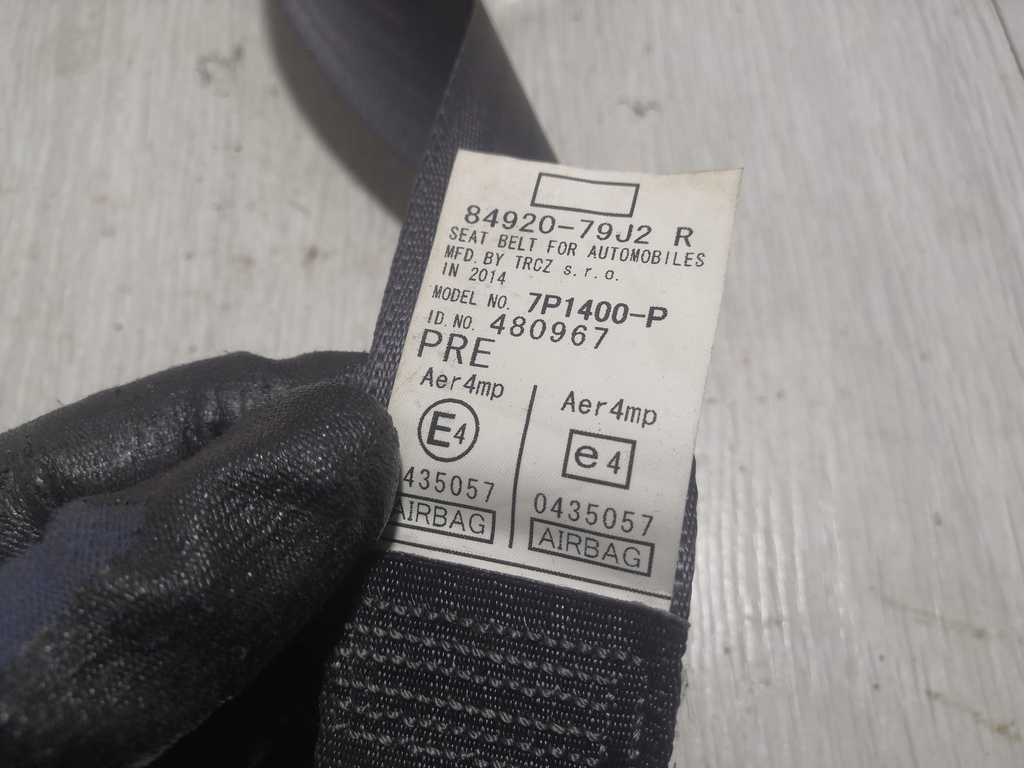 84920-79J2 R
SEAT BELT FOR AUTOMOBILES
MFD. BY TRCZ s.r.o.
IN 2014
MODEL NO. 7P1400-P
ID. NO. 480967
PRE
Aer4mp
E4
435057
AIRBAG
Aer4mp
e4
0435057
AIRBAG